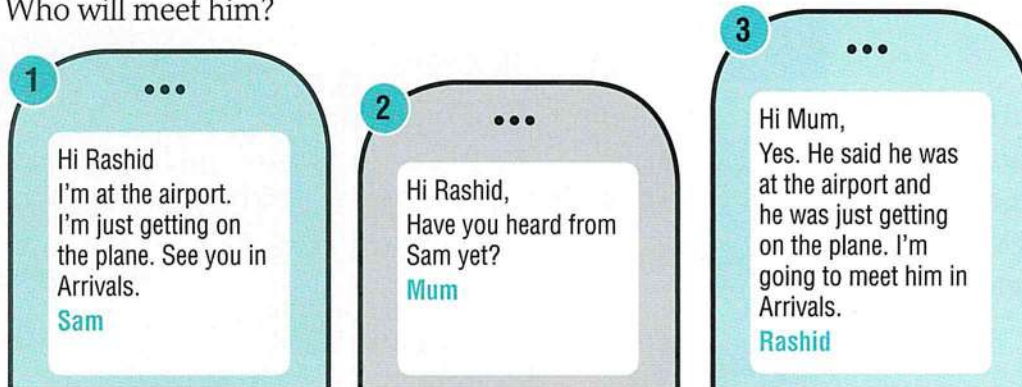 Who will meet him?
1
Hi Rashid
I'm at the airport.
I'm just getting on
the plane. See you in
Arrivals.
Sam
2
Hi Rashid,
Have you heard from
Sam yet?
Mum
3
Hi Mum,
Yes. He said he was
at the airport and
he was just getting
on the plane. I'm
going to meet him in
Arrivals.
Rashid